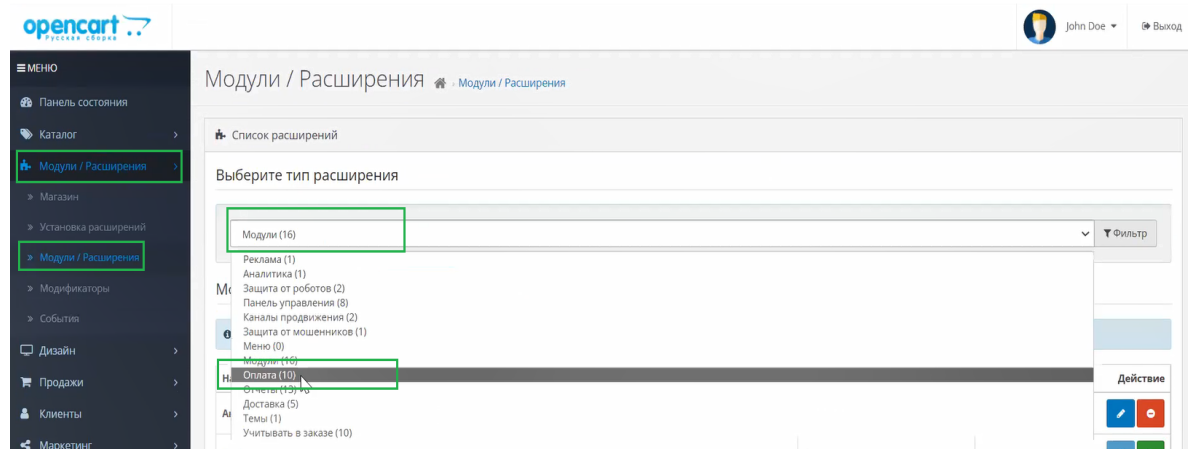 opencart
Русская сборка
John Doe
Выход
МЕНЮ
Панель состояния
Каталог
Модули / Расширения
Магазин
Установка расширений
Модули / Расширения
Модификаторы
События
Дизайн
Продажи
Клиенты
Маркетинг
Модули / Расширения
Модули / Расширения
Список расширений
Выберите тип расширения
Модули (16)
Фильтр
Реклама (1)
Аналитика (1)
Защита от роботов (2)
Панель управления (8)
Каналы продвижения (2)
Защита от мошенников (1)
Меню (0)
Модули (16)
Оплата (10)
Отчеты (13)
Доставка (5)
Темы (1)
Учитывать в заказе (10)
Действие